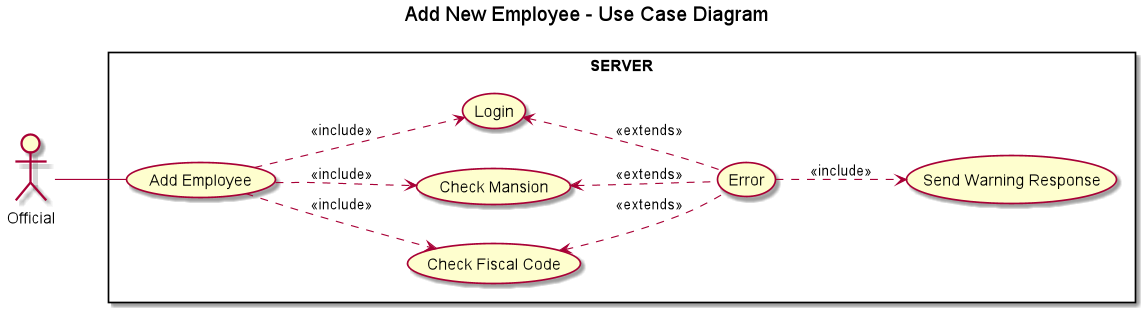 Add New Employee - Use Case Diagram
SERVER
Login
«include»
«extends»
Add Employee
«include»
Check Mansion
«extends»
Error
«include»
Send Warning Response
«include»
«extends»
Official
Check Fiscal Code